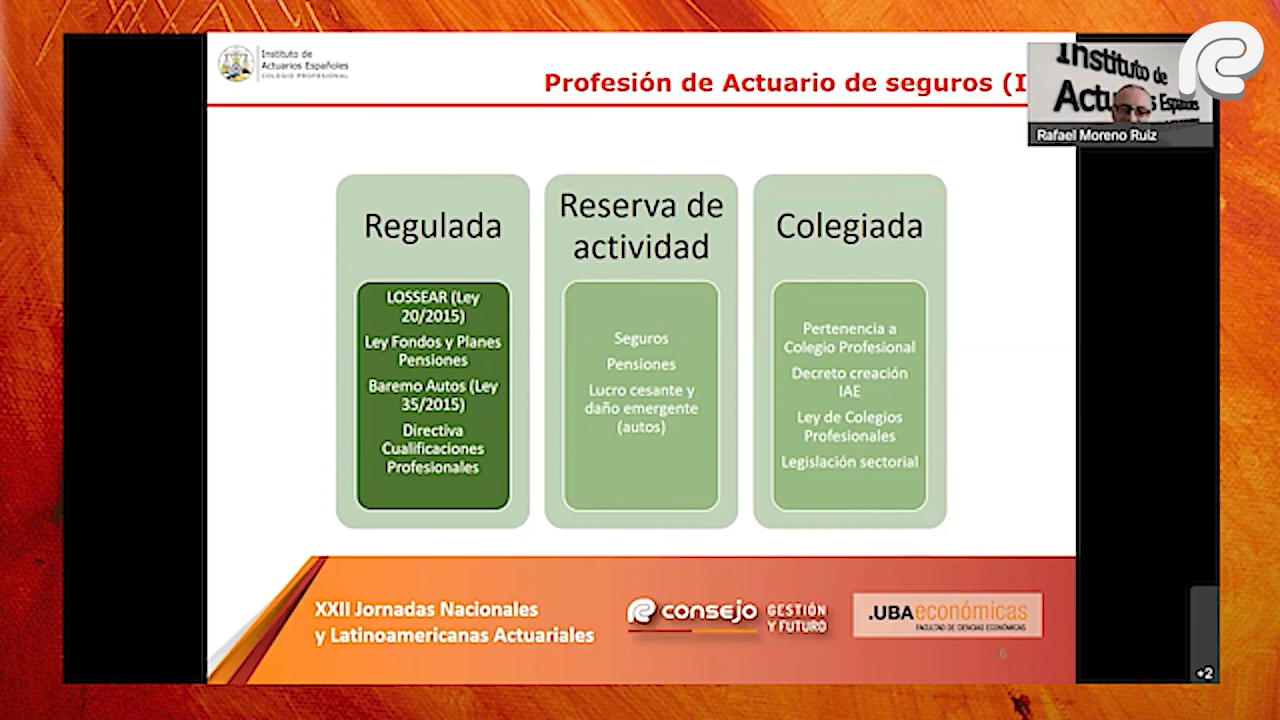 Instituto de
Actuarios Españoles
COLEGIO PROFESIONAL
Profesión de Actuario de seguros (I
Instituto de
Rafael Moreno Ruiz
Regulada
LOSSEAR (Ley
20/2015)
Ley Fondos y Planes
Pensiones
Baremo Autos (Ley
35/2015)
Directiva
Cualificaciones
Profesionales
Reserva de
actividad
Seguros
Pensiones
Lucro cesante y
daño emergente
(autos)
Colegiada
Pertenencia a
Colegio Profesional
Decreto creación
IAE
Ley de Colegios
Profesionales
Legislación sectorial
XXII Jornadas Nacionales
y Latinoamericanas Actuariales
consejo
GESTIÓN
Y FUTURO
.UBAeconómicas
FACULTAD DE CIENCIAS ECONÓMICAS
6
+2